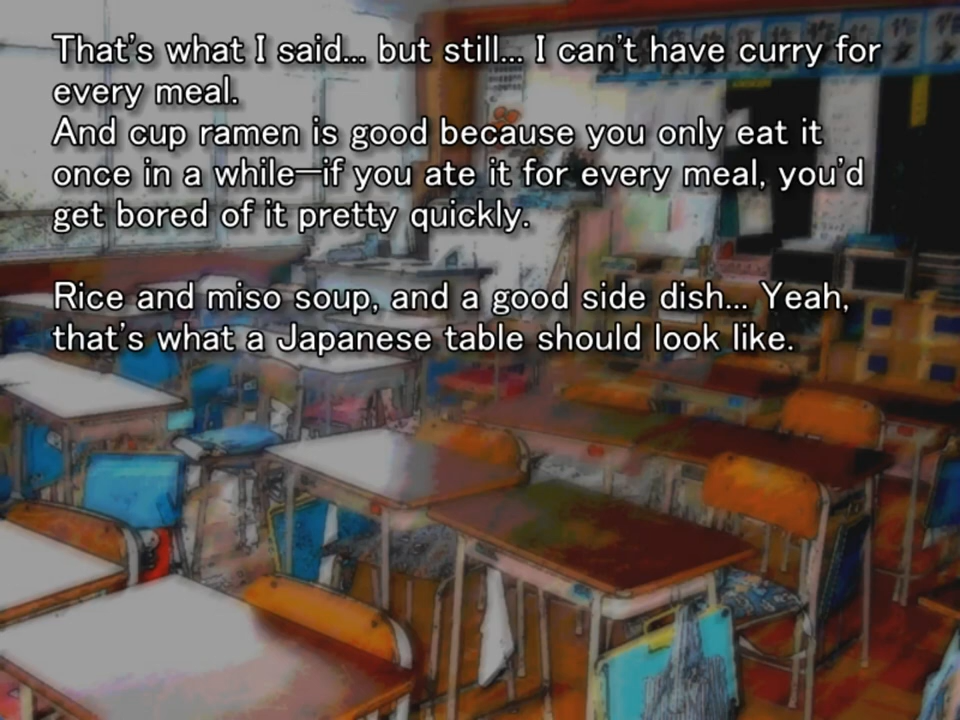 That's what I said... but still... I can't have curry for
every meal.
And cup ramen is good because you only eat it
once in a while—if you ate it for every meal, you'd
get bored of it pretty quickly.
Rice and miso soup, and a good side dish... Yeah,
that's what a Japanese table should look like.